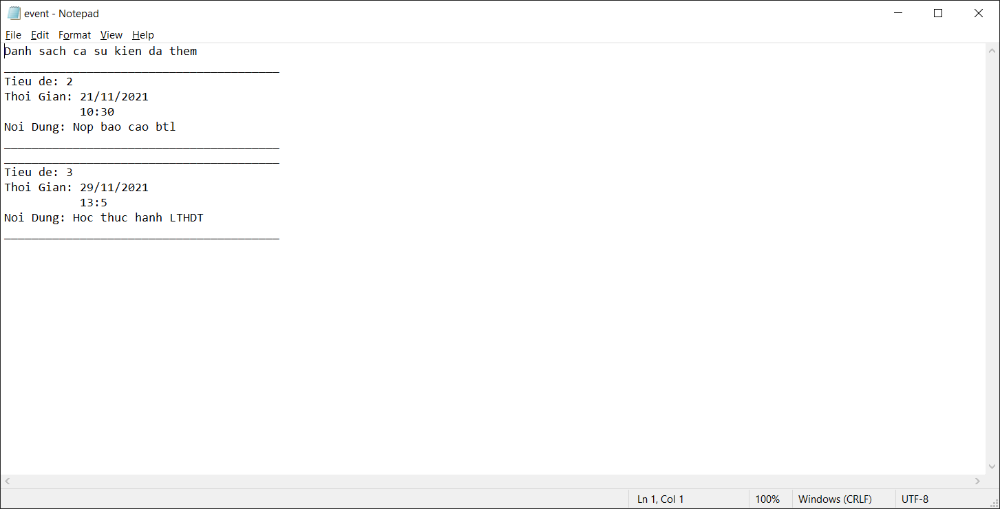 event - Notepad
File Edit Format View Help
Danh sach ca su kien da them
________________________________________
Tieu de: 2
Thoi Gian: 21/11/2021
           10:30
Noi Dung: Nop bao cao btl
________________________________________
________________________________________
Tieu de: 3
Thoi Gian: 29/11/2021
           13:5
Noi Dung: Hoc thuc hanh LTHDT
________________________________________
Ln 1, Col 1 100% Windows (CRLF) UTF-8